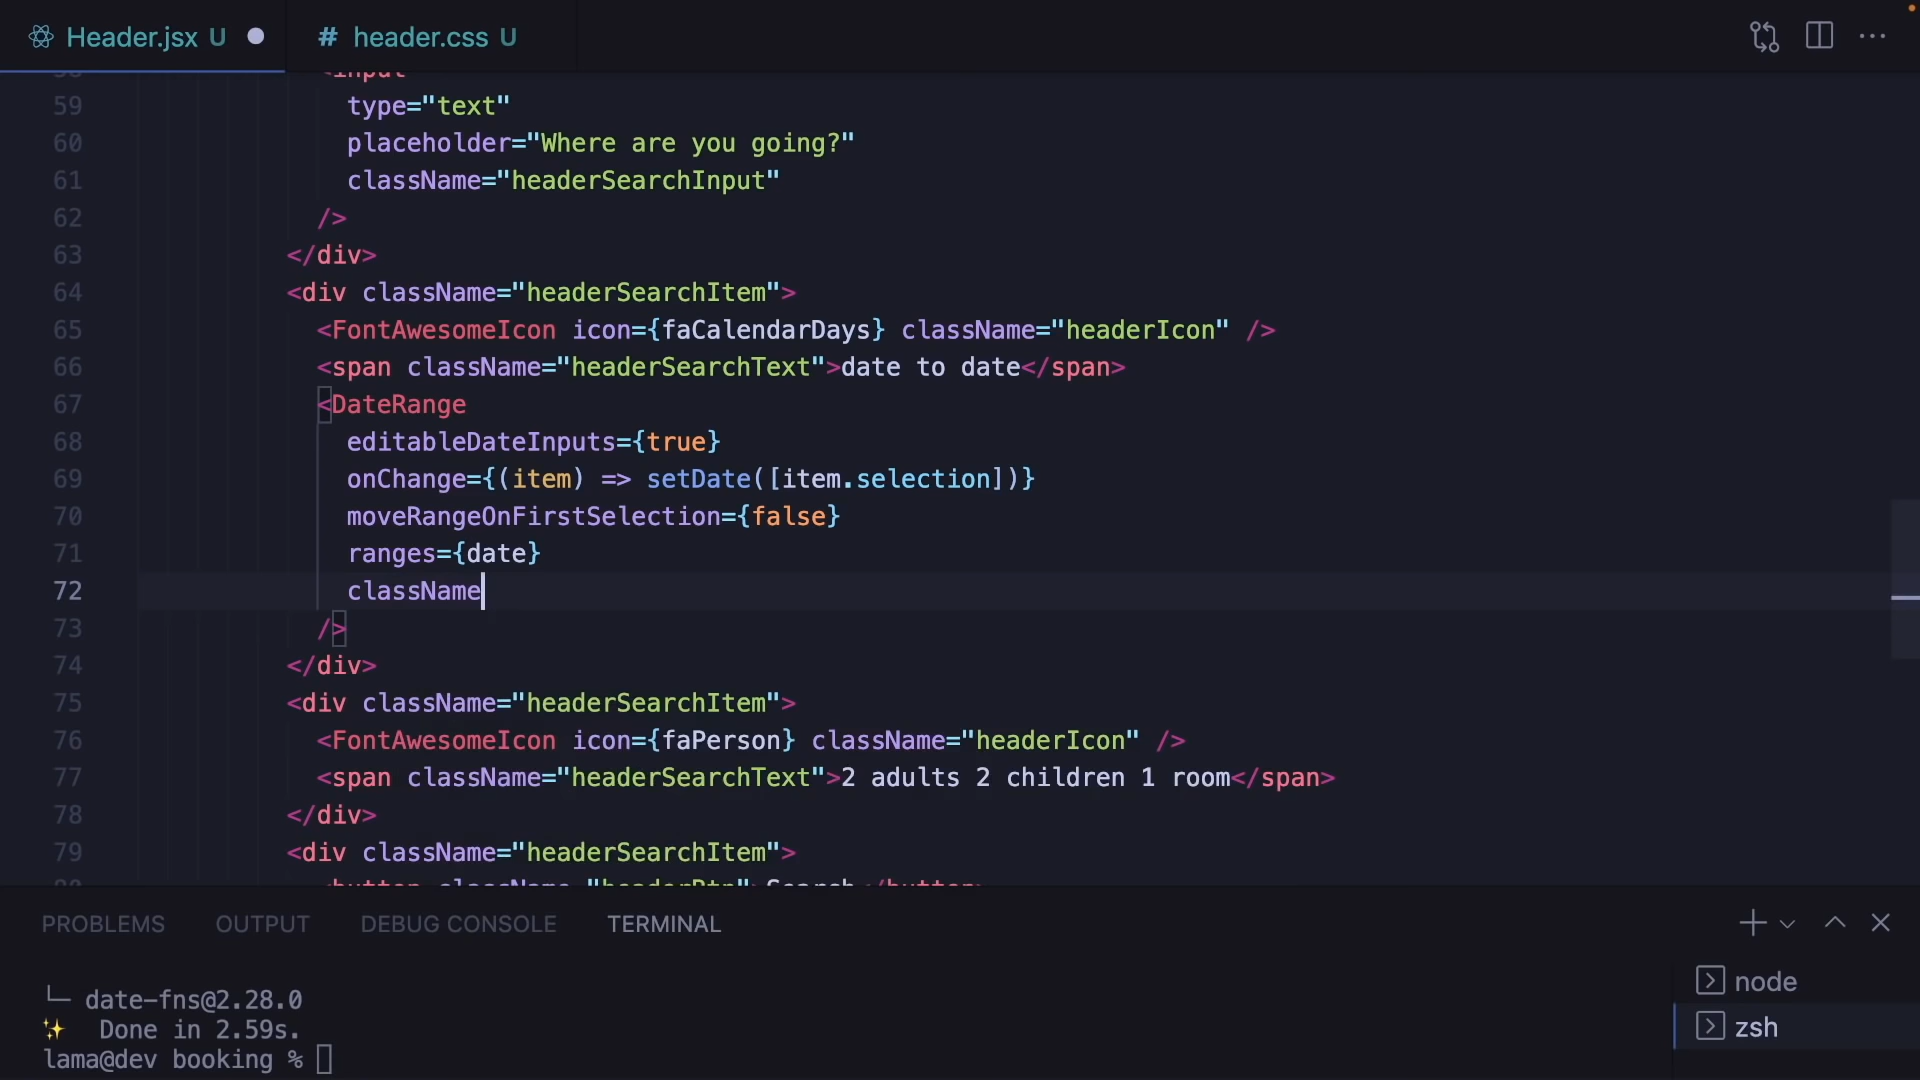 Header.jsx U
# header.css U
59 type="text"
60 placeholder="Where are you going?"
61 className="headerSearchInput"
62 />
63 </div>
64 <div className="headerSearchItem">
65 <FontAwesomeIcon icon={faCalendarDays} className="headerIcon" />
66 <span className="headerSearchText">date to date</span>
67 <DateRange
68 editableDateInputs={true}
69 onChange={(item) => setDate([item.selection])}
70 moveRangeOnFirstSelection={false}
71 ranges={date}
72 className
73 />
74 </div>
75 <div className="headerSearchItem">
76 <FontAwesomeIcon icon={faPerson} className="headerIcon" />
77 <span className="headerSearchText">2 adults 2 children 1 room</span>
78 </div>
79 <div className="headerSearchItem">
PROBLEMS OUTPUT DEBUG CONSOLE TERMINAL
└─ date-fns@2.28.0
✨ Done in 2.59s.
lama@dev booking %
node
zsh